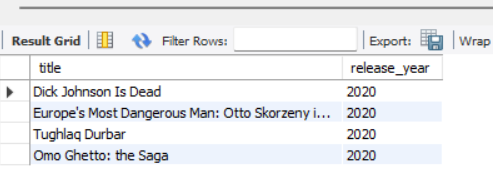 Result Grid Filter Rows: Export: Wrap
title release_year
Dick Johnson Is Dead 2020
Europe's Most Dangerous Man: Otto Skorzeny i... 2020
Tughlaq Durbar 2020
Omo Ghetto: the Saga 2020